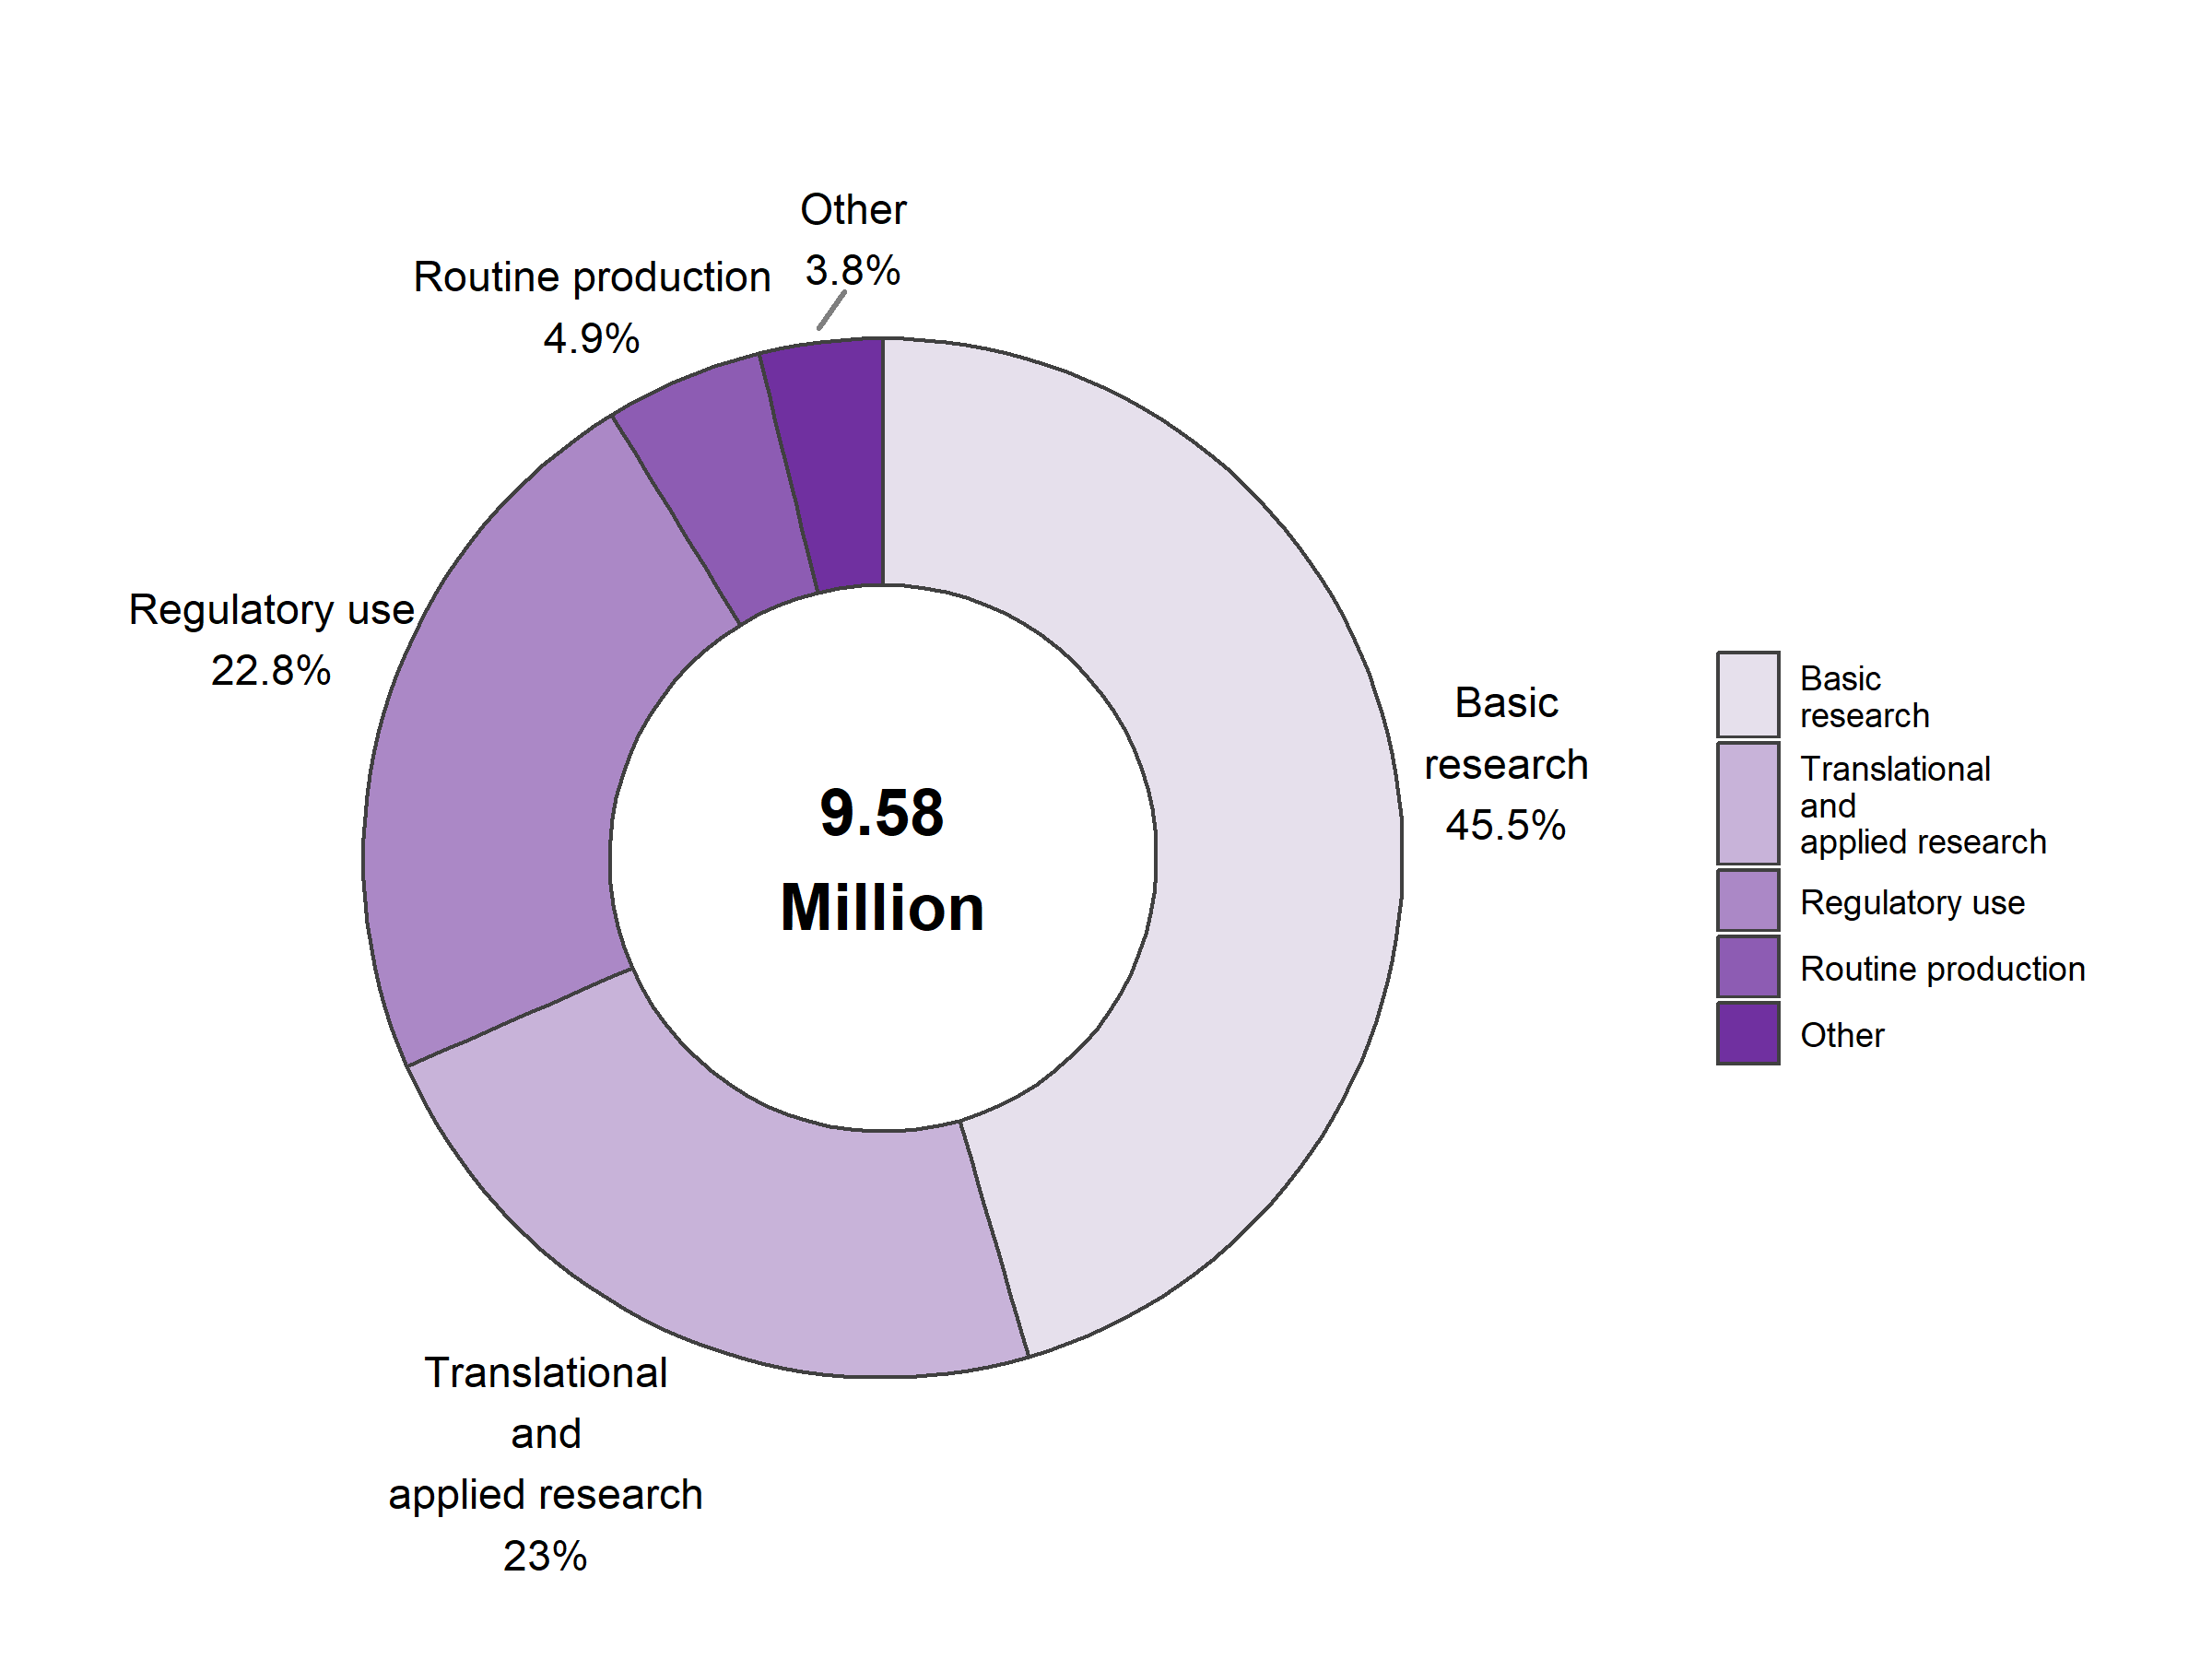 Other
3.8%
Routine production
4.9%
Regulatory use
22.8%
Basic
research
45.5%
9.58
Million
Translational
and
applied research
23%
Basic
research
Translational
and
applied research
Regulatory use
Routine production
Other